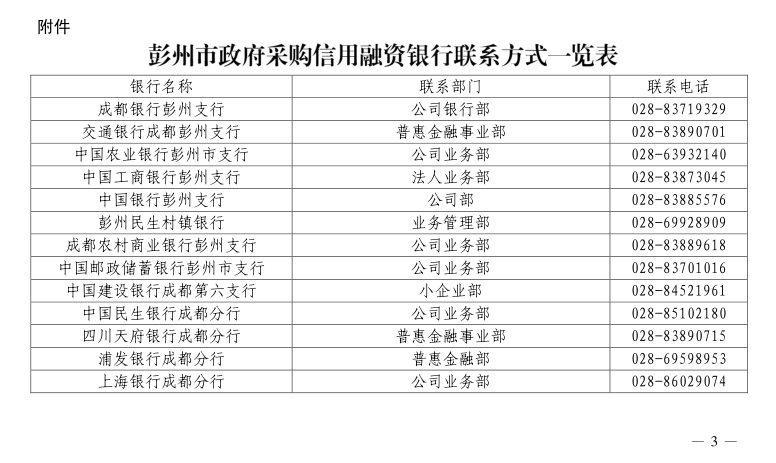 附件
彭州市政府采购信用融资银行联系方式一览表
银行名称 联系部门 联系电话
成都银行彭州支行 公司银行部 028-83719329
交通银行成都彭州支行 普惠金融事业部 028-83890701
中国农业银行彭州市支行 公司业务部 028-63932140
中国工商银行彭州支行 法人业务部 028-83873045
中国银行彭州支行 公司部 028-83885576
彭州民生村镇银行 业务管理部 028-69928909
成都农村商业银行彭州支行 公司业务部 028-83889618
中国邮政储蓄银行彭州市支行 公司业务部 028-83701016
中国建设银行成都第六支行 小企业部 028-84521961
中国民生银行成都分行 公司业务部 028-85102180
四川天府银行成都分行 普惠金融事业部 028-83890715
浦发银行成都分行 普惠金融部 028-69598953
上海银行成都分行 公司业务部 028-86029074
— 3 —